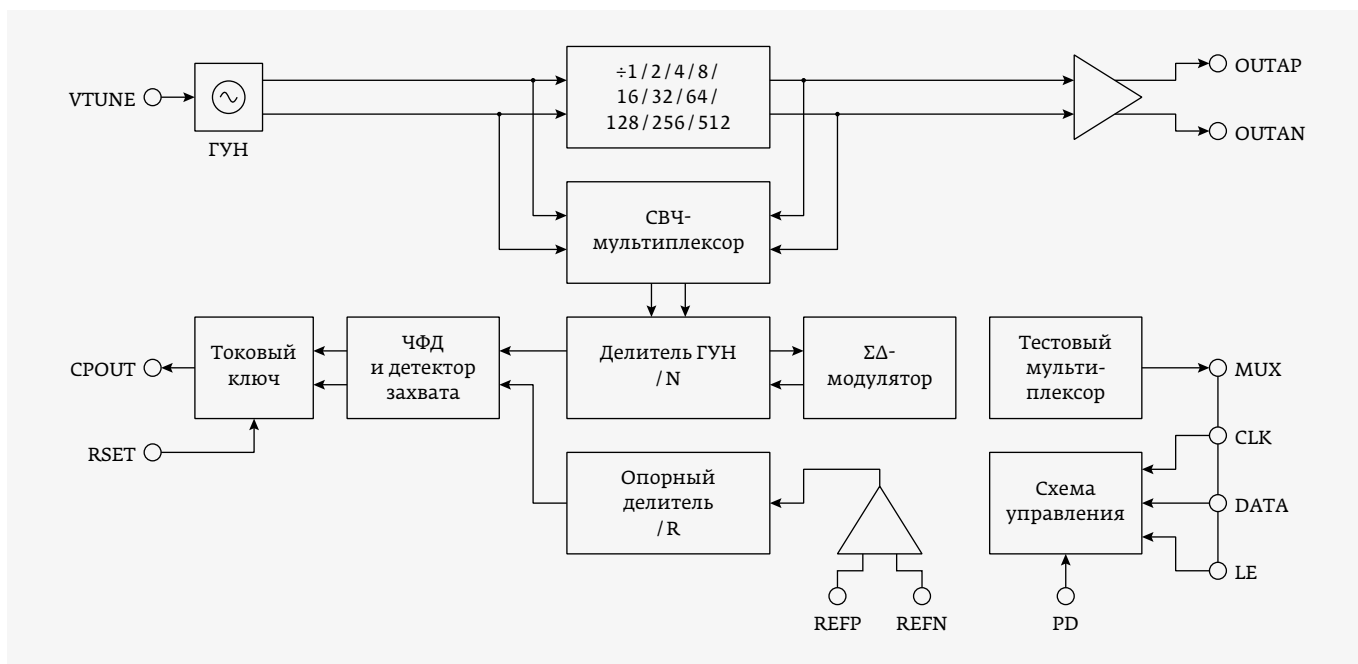 VTUNE
ГУН
÷1/2/4/8/
16/32/64/
128/256/512
OUTAP
OUTAN
СВЧ-
мультиплексор
CPOUT
RSET
Токовый
ключ
ЧФД
и детектор
захвата
Делитель ГУН
/N
ΣΔ-
модулятор
Тестовый
мульти-
плексор
MUX
CLK
DATA
LE
Опорный
делитель
/R
Схема
управления
REFP
REFN
PD